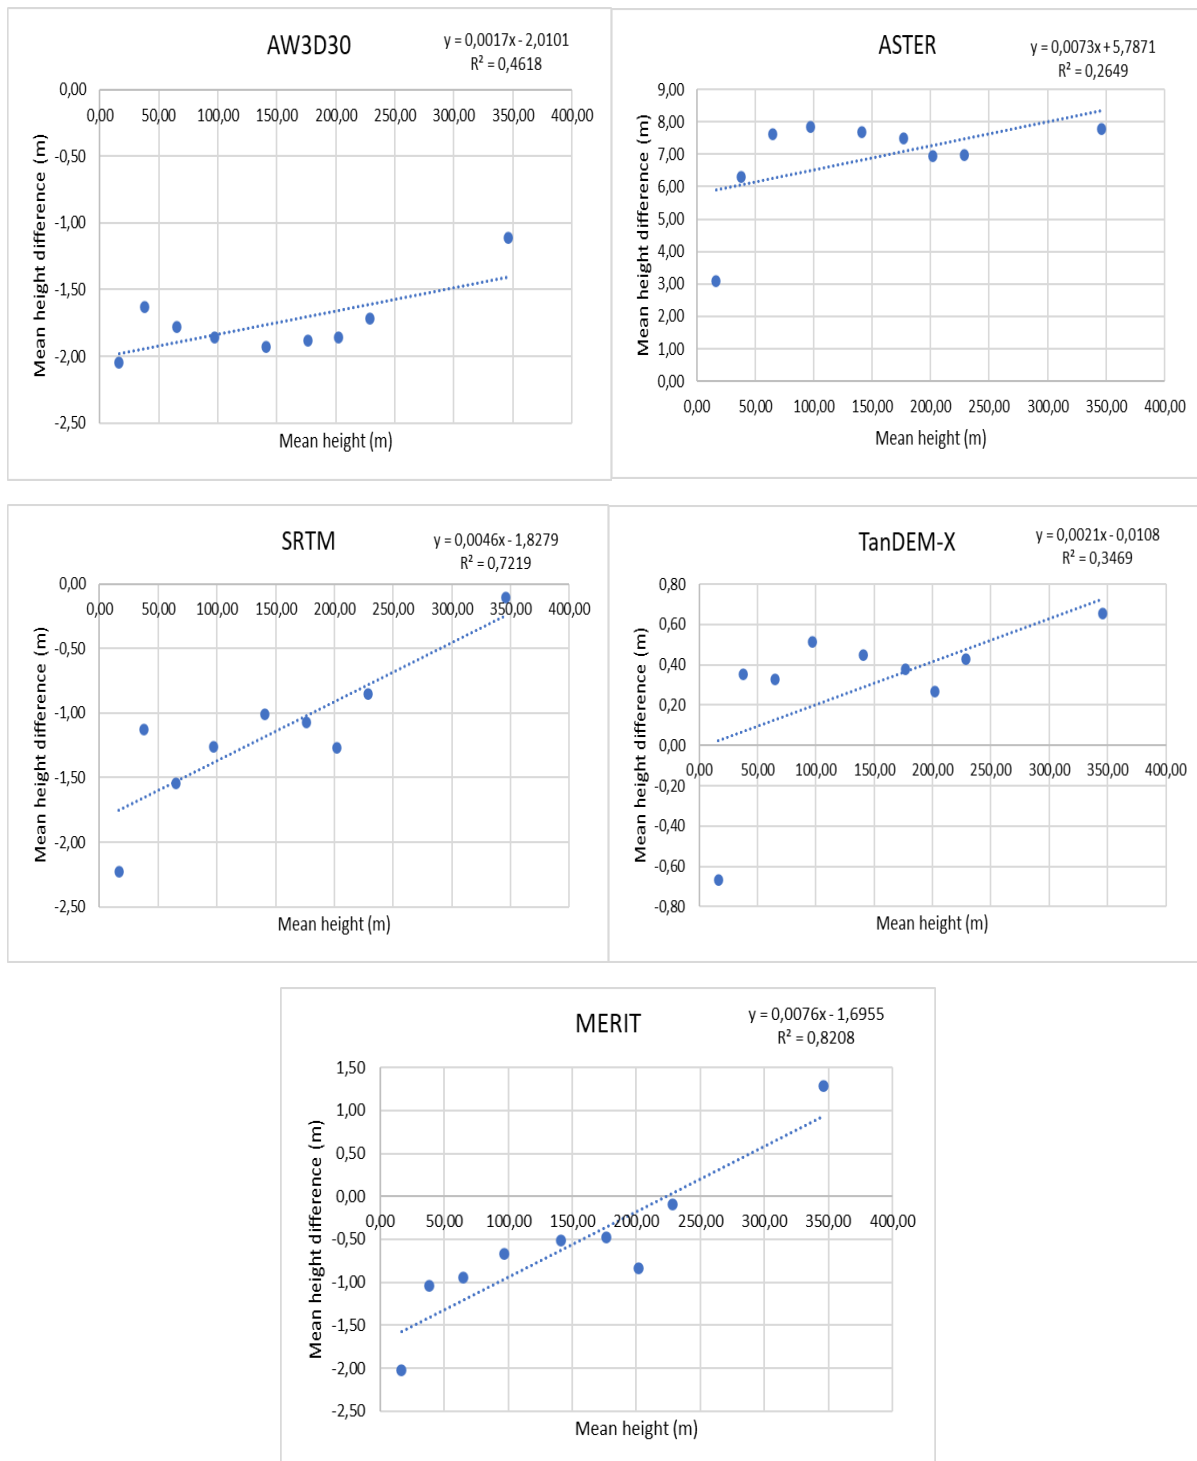 AW3D30
y = 0,0017x - 2,0101
R² = 0,4618
0,00
0,00 50,00 100,00 150,00 200,00 250,00 300,00 350,00 400,00
-0,50
-1,00
-1,50
-2,00
-2,50
Mean height difference (m)
Mean height (m)
ASTER
y = 0,0073x + 5,7871
R² = 0,2649
9,00
8,00
7,00
6,00
5,00
4,00
3,00
2,00
1,00
0,00
0,00 50,00 100,00 150,00 200,00 250,00 300,00 350,00 400,00
Mean height difference (m)
Mean height (m)
SRTM
y = 0,0046x - 1,8279
R² = 0,7219
0,00
0,00 50,00 100,00 150,00 200,00 250,00 300,00 350,00 400,00
-0,50
-1,00
-1,50
-2,00
-2,50
Mean height difference (m)
Mean height (m)
TanDEM-X
y = 0,0021x - 0,0108
R² = 0,3469
0,80
0,60
0,40
0,20
0,00
0,00 50,00 100,00 150,00 200,00 250,00 300,00 350,00 400,00
-0,20
-0,40
-0,60
-0,80
Mean height difference (m)
Mean height (m)
MERIT
y = 0,0076x - 1,6955
R² = 0,8208
1,50
1,00
0,50
0,00
0,00 50,00 100,00 150,00 200,00 250,00 300,00 350,00 400,00
-0,50
-1,00
-1,50
-2,00
-2,50
Mean height difference (m)
Mean height (m)